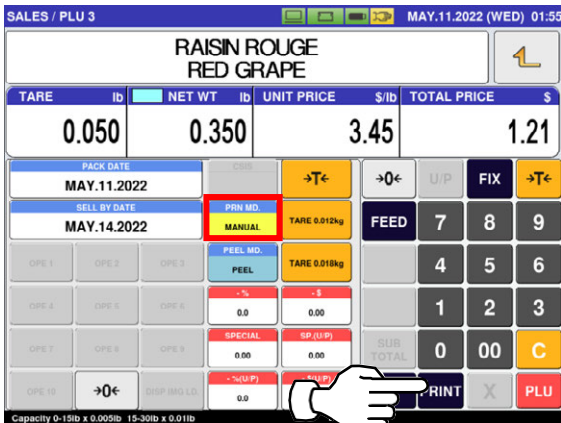 SALES / PLU 3 MAY.11.2022 (WED) 01:55
RAISIN ROUGE
RED GRAPE
TARE lb NET WT lb UNIT PRICE $/lb TOTAL PRICE $
0.050 0.350 3.45 1.21
PACK DATE
MAY.11.2022
CSIG →T← →0← U/P FIX →T←
SELL BY DATE
MAY.14.2022
PRN MD.
MANUAL
TARE 0.012kg FEED 7 8 9
OPE 1 OPE 2 OPE 3
PEEL MD.
PEEL
TARE 0.018kg 4 5 6
OPE 4 OPE 5 OPE 6
- %
0.0
- $
0.00
1 2 3
OPE 7 OPE 8 OPE 9
SPECIAL
0.00
SP.(U/P)
0.00
SUB
TOTAL
0 00 C
OPE 10 →0← DISP IMG LD.
- %(U/P)
0.0
PRINT X PLU
Capacity 0-15lb x 0.005lb 15-30lb x 0.01lb